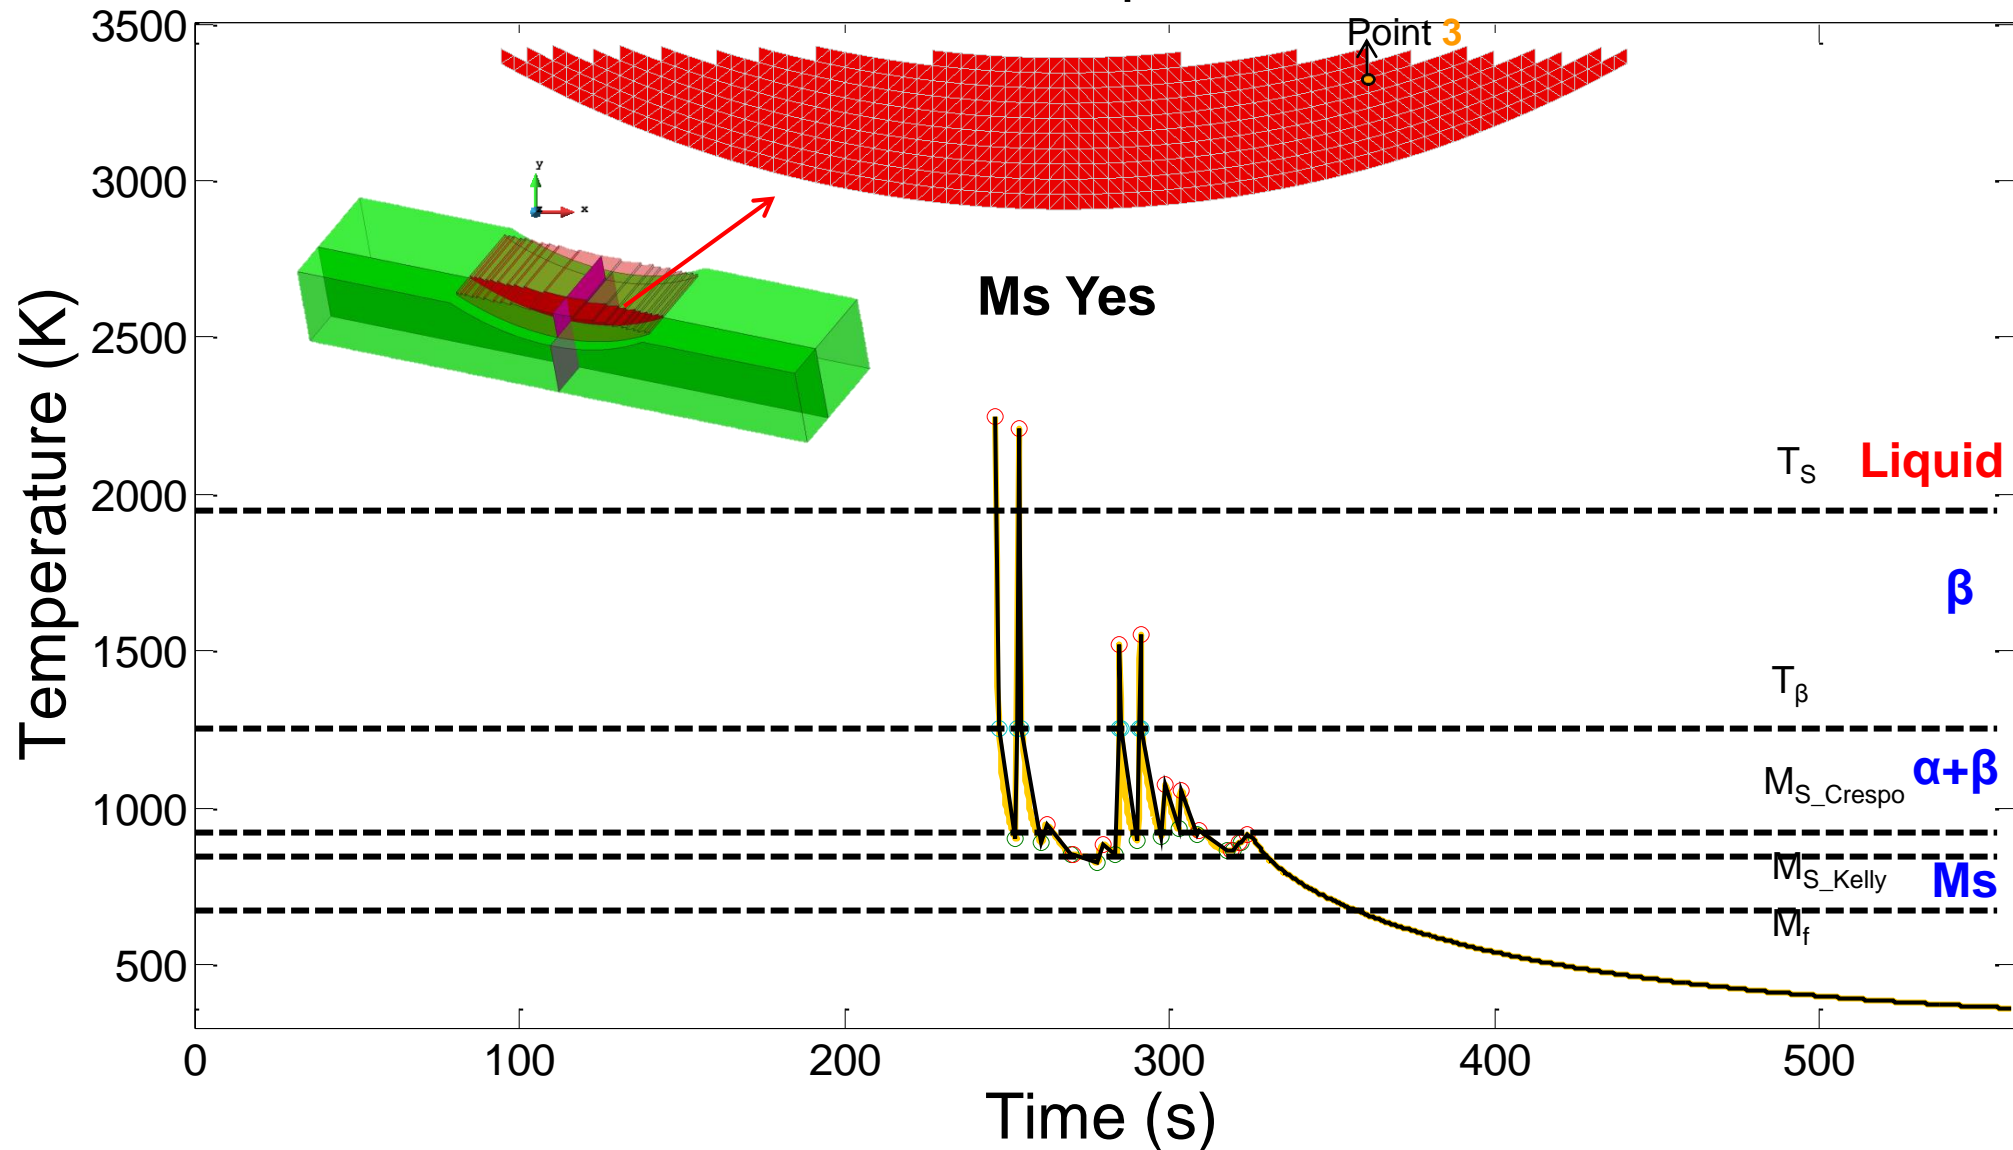 Point 3
3500
3000
2500
2000
1500
1000
500
Temperature (K)
y
x
Ms Yes
T_S Liquid
β
T_β
α+β
M_S_Crespo
M_S_Kelly Ms
M_f
0 100 200 300 400 500
Time (s)